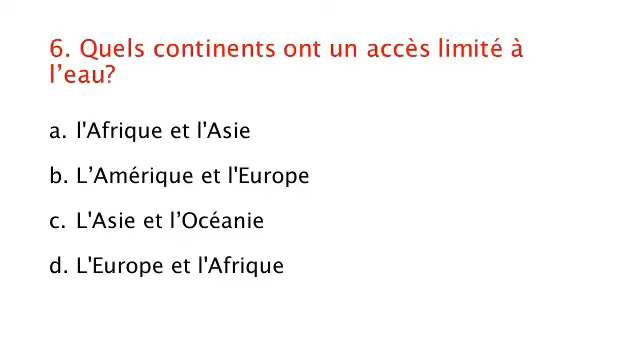 6. Quels continents ont un accès limité à
l’eau?
a. l'Afrique et l'Asie
b. L’Amérique et l'Europe
c. L'Asie et l’Océanie
d. L'Europe et l'Afrique